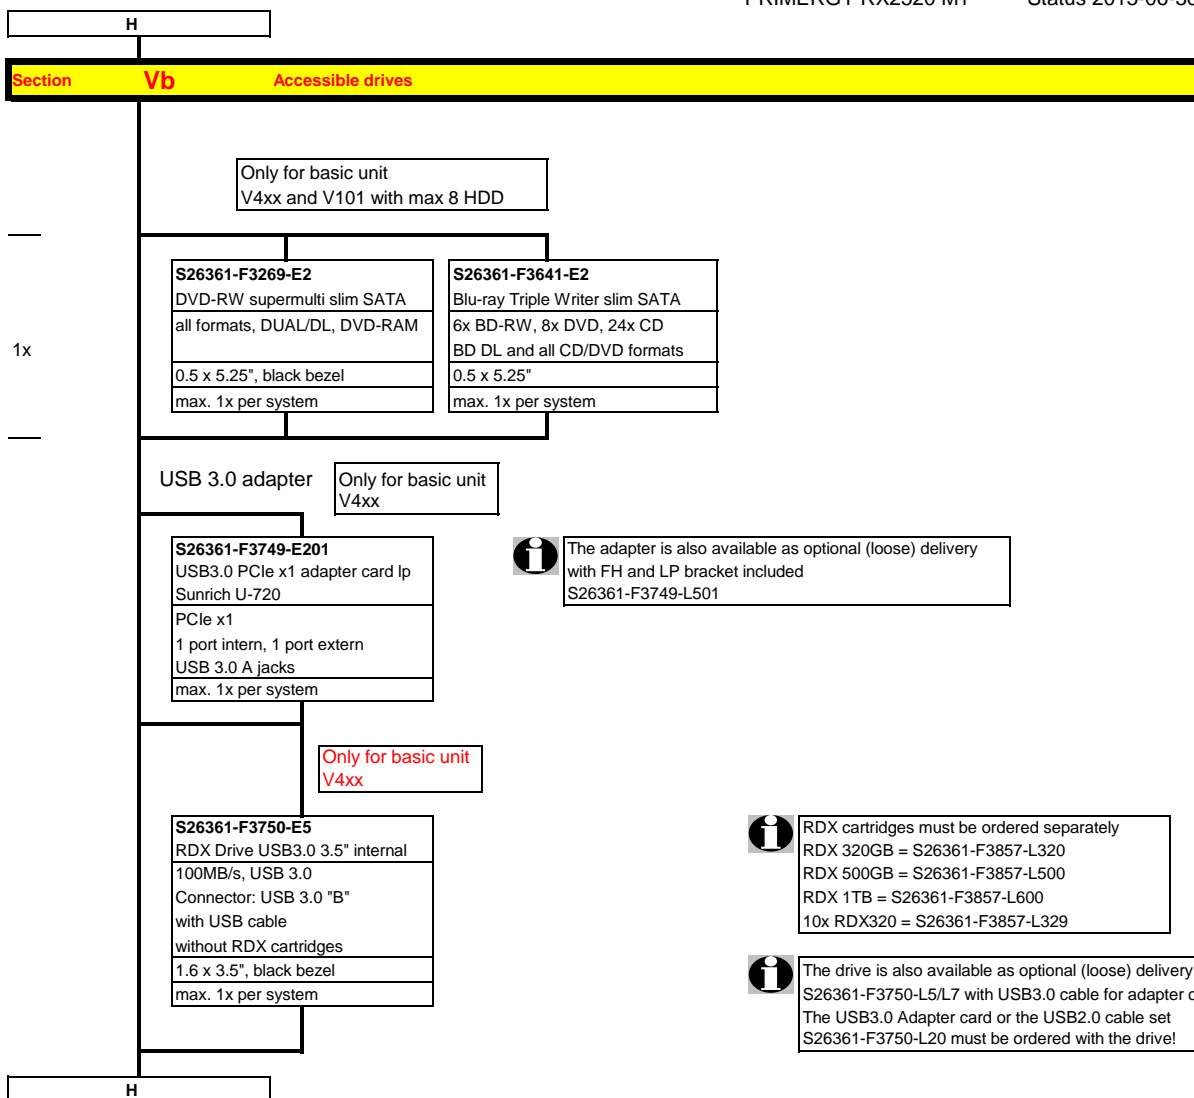 PRIMERGY RX2520 M1 Status 2015-06-30
H
Section Vb Accessible drives
Only for basic unit
V4xx and V101 with max 8 HDD
S26361-F3269-E2
DVD-RW supermulti slim SATA
all formats, DUAL/DL, DVD-RAM
0.5 x 5.25", black bezel
max. 1x per system
S26361-F3641-E2
Blu-ray Triple Writer slim SATA
6x BD-RW, 8x DVD, 24x CD
BD DL and all CD/DVD formats
0.5 x 5.25"
max. 1x per system
1x
USB 3.0 adapter
Only for basic unit
V4xx
S26361-F3749-E201
USB3.0 PCIe x1 adapter card lp
Sunrich U-720
PCIe x1
1 port intern, 1 port extern
USB 3.0 A jacks
max. 1x per system
The adapter is also available as optional (loose) delivery
with FH and LP bracket included
S26361-F3749-L501
Only for basic unit
V4xx
S26361-F3750-E5
RDX Drive USB3.0 3.5" internal
100MB/s, USB 3.0
Connector: USB 3.0 "B"
with USB cable
without RDX cartridges
1.6 x 3.5", black bezel
max. 1x per system
RDX cartridges must be ordered separately
RDX 320GB = S26361-F3857-L320
RDX 500GB = S26361-F3857-L500
RDX 1TB = S26361-F3857-L600
10x RDX320 = S26361-F3857-L329
The drive is also available as optional (loose) delivery
S26361-F3750-L5/L7 with USB3.0 cable for adapter
The USB3.0 Adapter card or the USB2.0 cable set
S26361-F3750-L20 must be ordered with the drive!
H